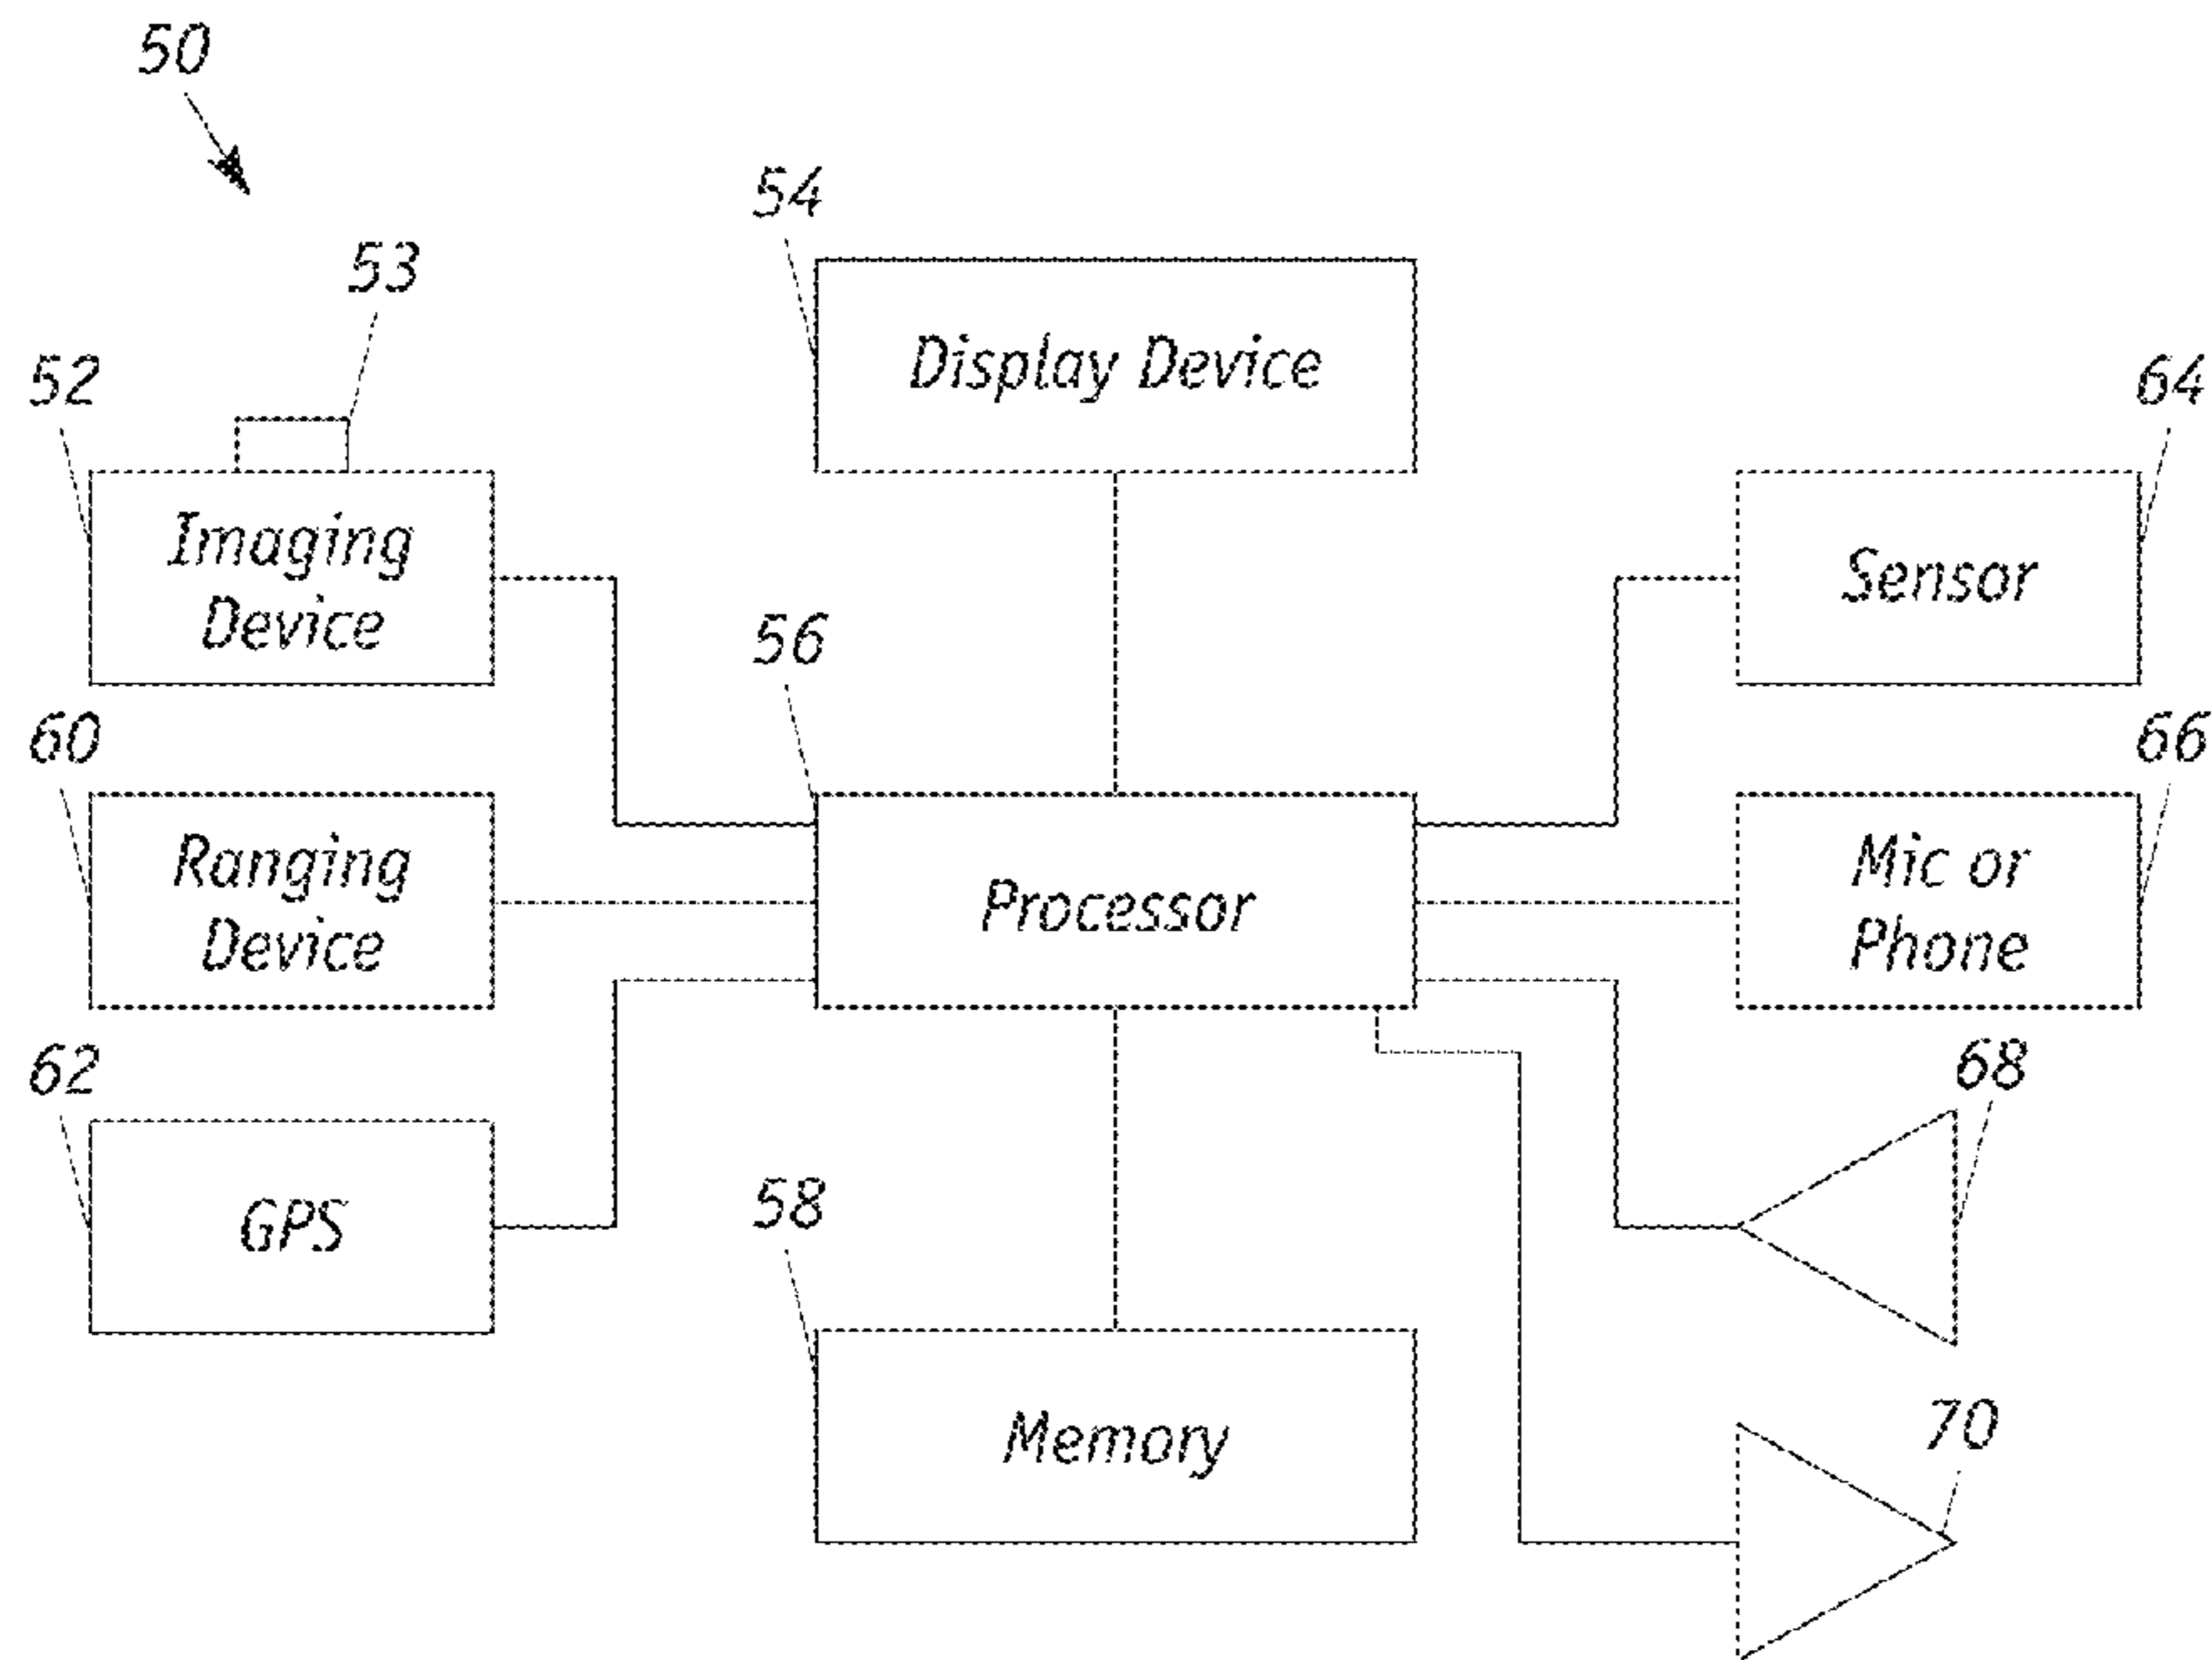 50
53
54
52
Display Device
64
Imaging
Device
Sensor
56
60
66
Ranging
Device
Processor
Mic or
Phone
62
68
GPS
58
Memory
70